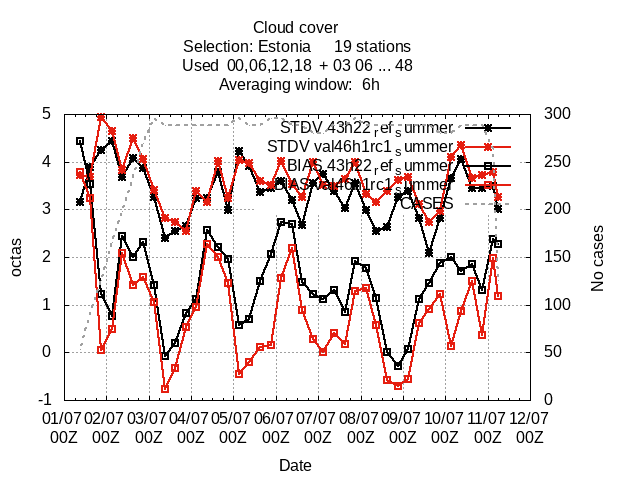 Cloud cover
Selection: Estonia 19 stations
Used 00,06,12,18 + 03 06 ... 48
Averaging window: 6h
STDV 43h22_ref_summer
STDV val46h1rc1_summer
BIAS 43h22_ref_summer
BIAS val46h1rc1_summer
CASES
5
4
3
2
1
0
-1
octas
300
250
200
150
100
50
0
No cases
01/07 02/07 03/07 04/07 05/07 06/07 07/07 08/07 09/07 10/07 11/07 12/07
00Z 00Z 00Z 00Z 00Z 00Z 00Z 00Z 00Z 00Z 00Z 00Z
Date